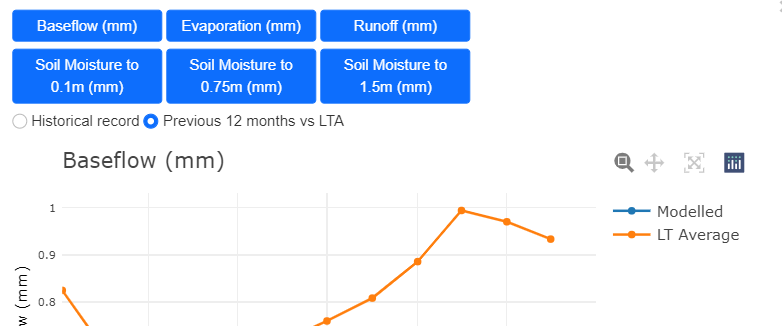 Baseflow (mm) Evaporation (mm) Runoff (mm)
Soil Moisture to Soil Moisture to Soil Moisture to
0.1m (mm) 0.75m (mm) 1.5m (mm)
Historical record Previous 12 months vs LTA
Baseflow (mm)
Modelled
LT Average
1
0.9
0.8
(mm)